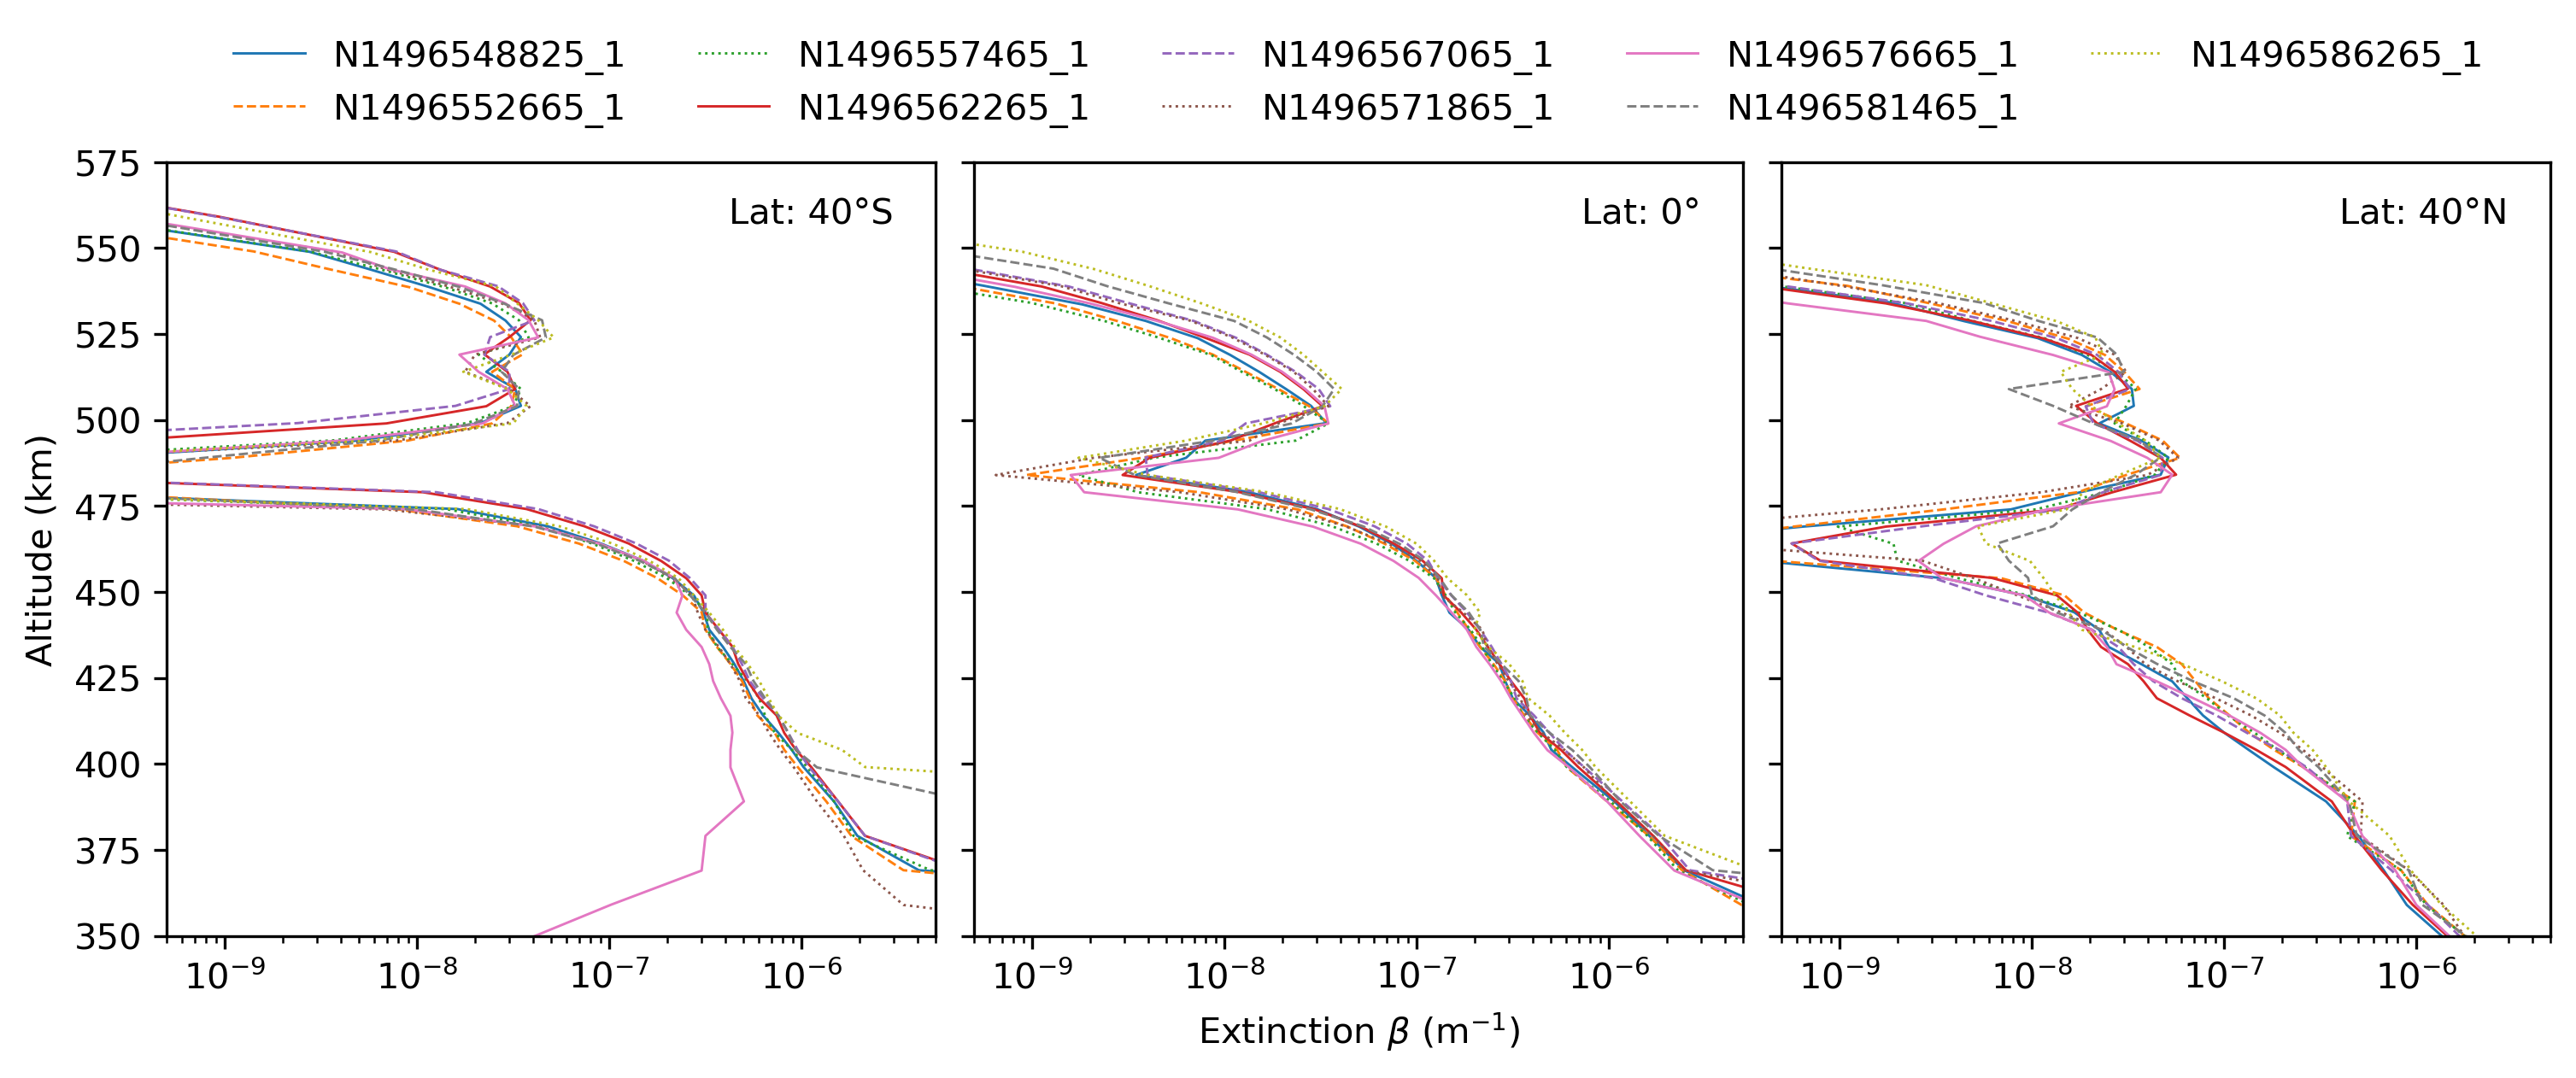 N1496548825_1 N1496557465_1 N1496567065_1 N1496576665_1 N1496586265_1
N1496552665_1 N1496562265_1 N1496571865_1 N1496581465_1
Altitude (km)
575
550
525
500
475
450
425
400
375
350
Lat: 40°S Lat: 0° Lat: 40°N
10⁻⁹ 10⁻⁸ 10⁻⁷ 10⁻⁶ 10⁻⁹ 10⁻⁸ 10⁻⁷ 10⁻⁶ 10⁻⁹ 10⁻⁸ 10⁻⁷ 10⁻⁶
Extinction β (m⁻¹)